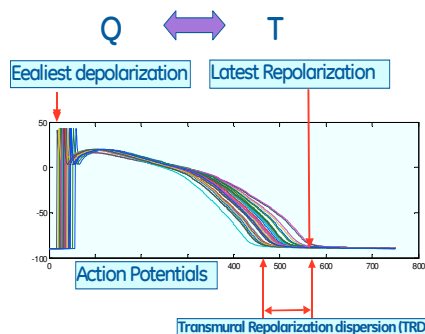 Q T
Eealiest depolarization
Latest Repolarization
50
0
-50
-100
0 100 200 300 400 500 600 700 800
Action Potentials
Transmural Repolarization dispersion (TRD